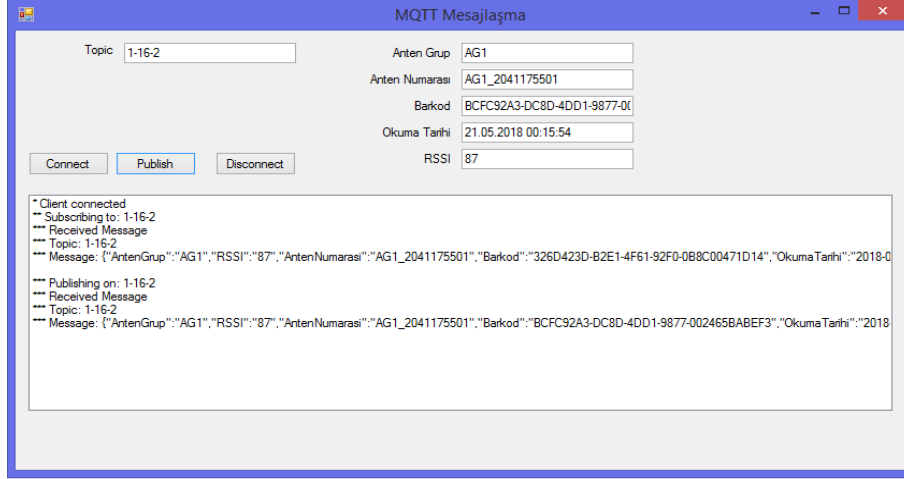 MQTT Mesajlaşma
Topic 1-16-2
Anten Grup AG1
Anten Numarası AG1_2041175501
Barkod BCFC92A3-DC8D-4DD1-9877-00
Okuma Tarihi 21.05.2018 00:15:54
RSSI 87
Connect Publish Disconnect
* Client connected
** Subscribing to: 1-16-2
*** Received Message
*** Topic: 1-16-2
*** Message: {"AntenGrup":"AG1","RSSI":"87","AntenNumarasi":"AG1_2041175501","Barkod":"326D423D-B2E1-4F61-92F0-0B8C00471D14","OkumaTarihi":"2018-0
*** Publishing on: 1-16-2
*** Received Message
*** Topic: 1-16-2
*** Message: {"AntenGrup":"AG1","RSSI":"87","AntenNumarasi":"AG1_2041175501","Barkod":"BCFC92A3-DC8D-4DD1-9877-002465BABEF3","OkumaTarihi":"2018-